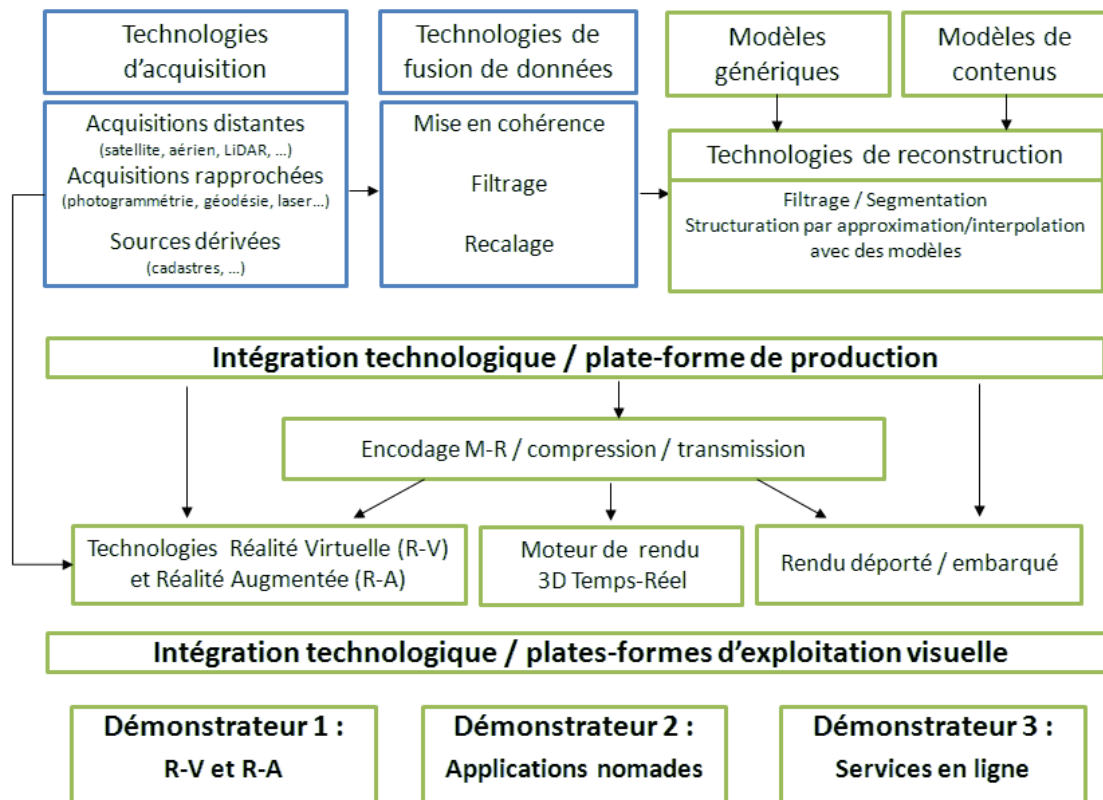 Technologies
d’acquisition
Technologies de
fusion de données
Modèles
génériques
Modèles de
contenus
Acquisitions distantes
(satellite, aérien, LiDAR, ...)
Acquisitions rapprochées
(photogrammétrie, géodésie, laser...)
Sources dérivées
(cadastres, ...)
Mise en cohérence
Filtrage
Recalage
Technologies de reconstruction
Filtrage / Segmentation
Structuration par approximation/interpolation
avec des modèles
Intégration technologique / plate-forme de production
Encodage M-R / compression / transmission
Technologies Réalité Virtuelle (R-V)
et Réalité Augmentée (R-A)
Moteur de rendu
3D Temps-Réel
Rendu déporté / embarqué
Intégration technologique / plates-formes d’exploitation visuelle
Démonstrateur 1 :
R-V et R-A
Démonstrateur 2 :
Applications nomades
Démonstrateur 3 :
Services en ligne